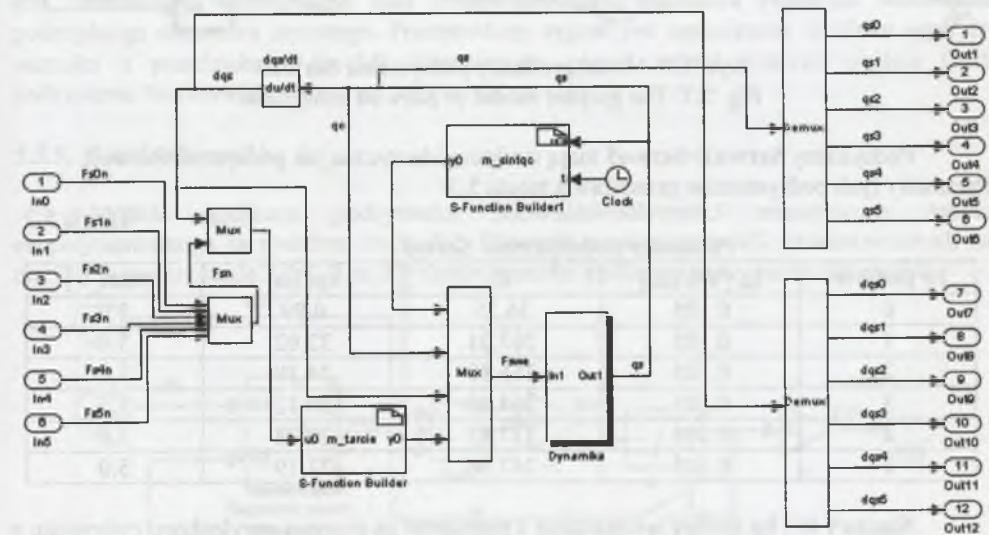 1
In0
2
In1
3
In2
4
In3
5
In4
6
In5
Fs0n
Fs1n
Fs2n
Fs3n
Fs4n
Fs5n
Fsn
Mux
Mux
dqs
dqs/dt
du/dt
qs
qs
qs
y0 m_sintqo
t
S-Function Builder1
Clock
u0 m_tarcie y0
S-Function Builder
Mux
In1 Out1
Dynamika
qs
Demux
qs0
qs1
qs2
qs3
qs4
qs5
1
Out1
2
Out2
3
Out3
4
Out4
5
Out5
6
Out6
Demux
dqs0
dqs1
dqs2
dqs3
dqs4
dqs5
7
Out7
8
Out8
9
Out9
10
Out10
11
Out11
12
Out12